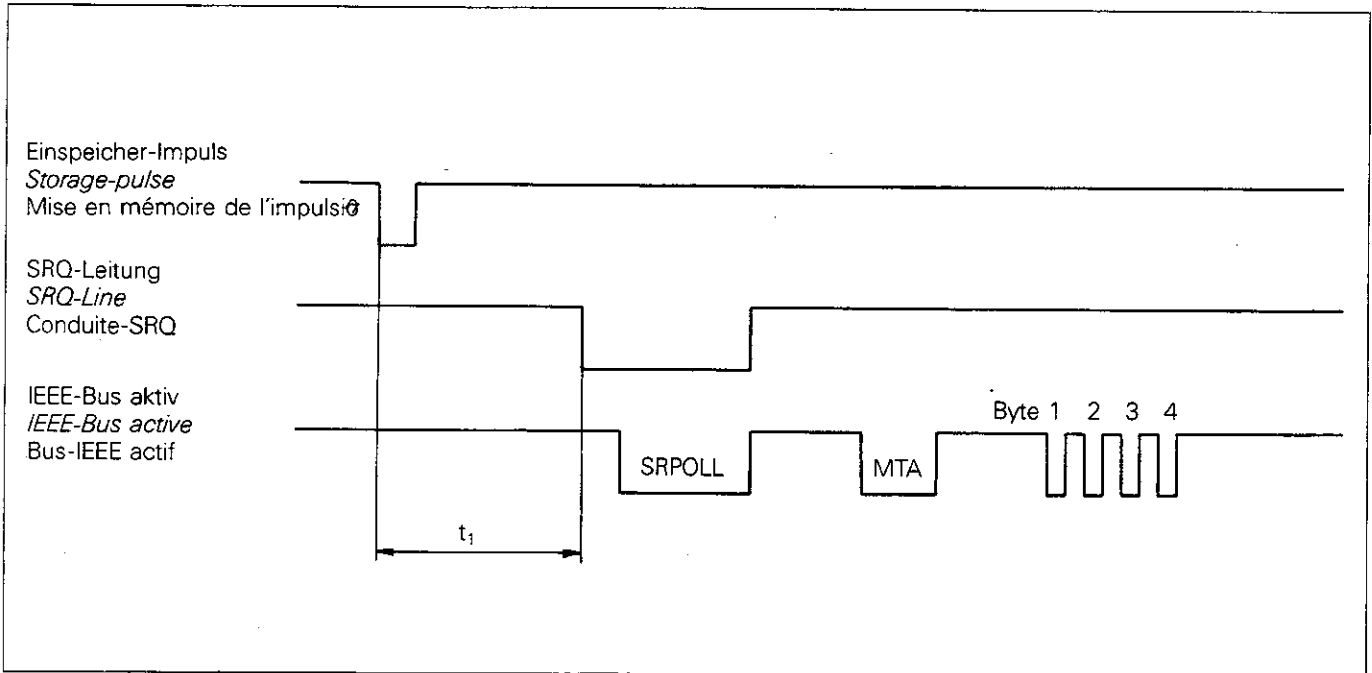 Einspeicher-Impuls
Storage-pulse
Mise en mémoire de l'impulsio
SRQ-Leitung
SRQ-Line
Conduite-SRQ
IEEE-Bus aktiv
IEEE-Bus active
Bus-IEEE actif
Byte 1 2 3 4
SRPOLL
MTA
t₁